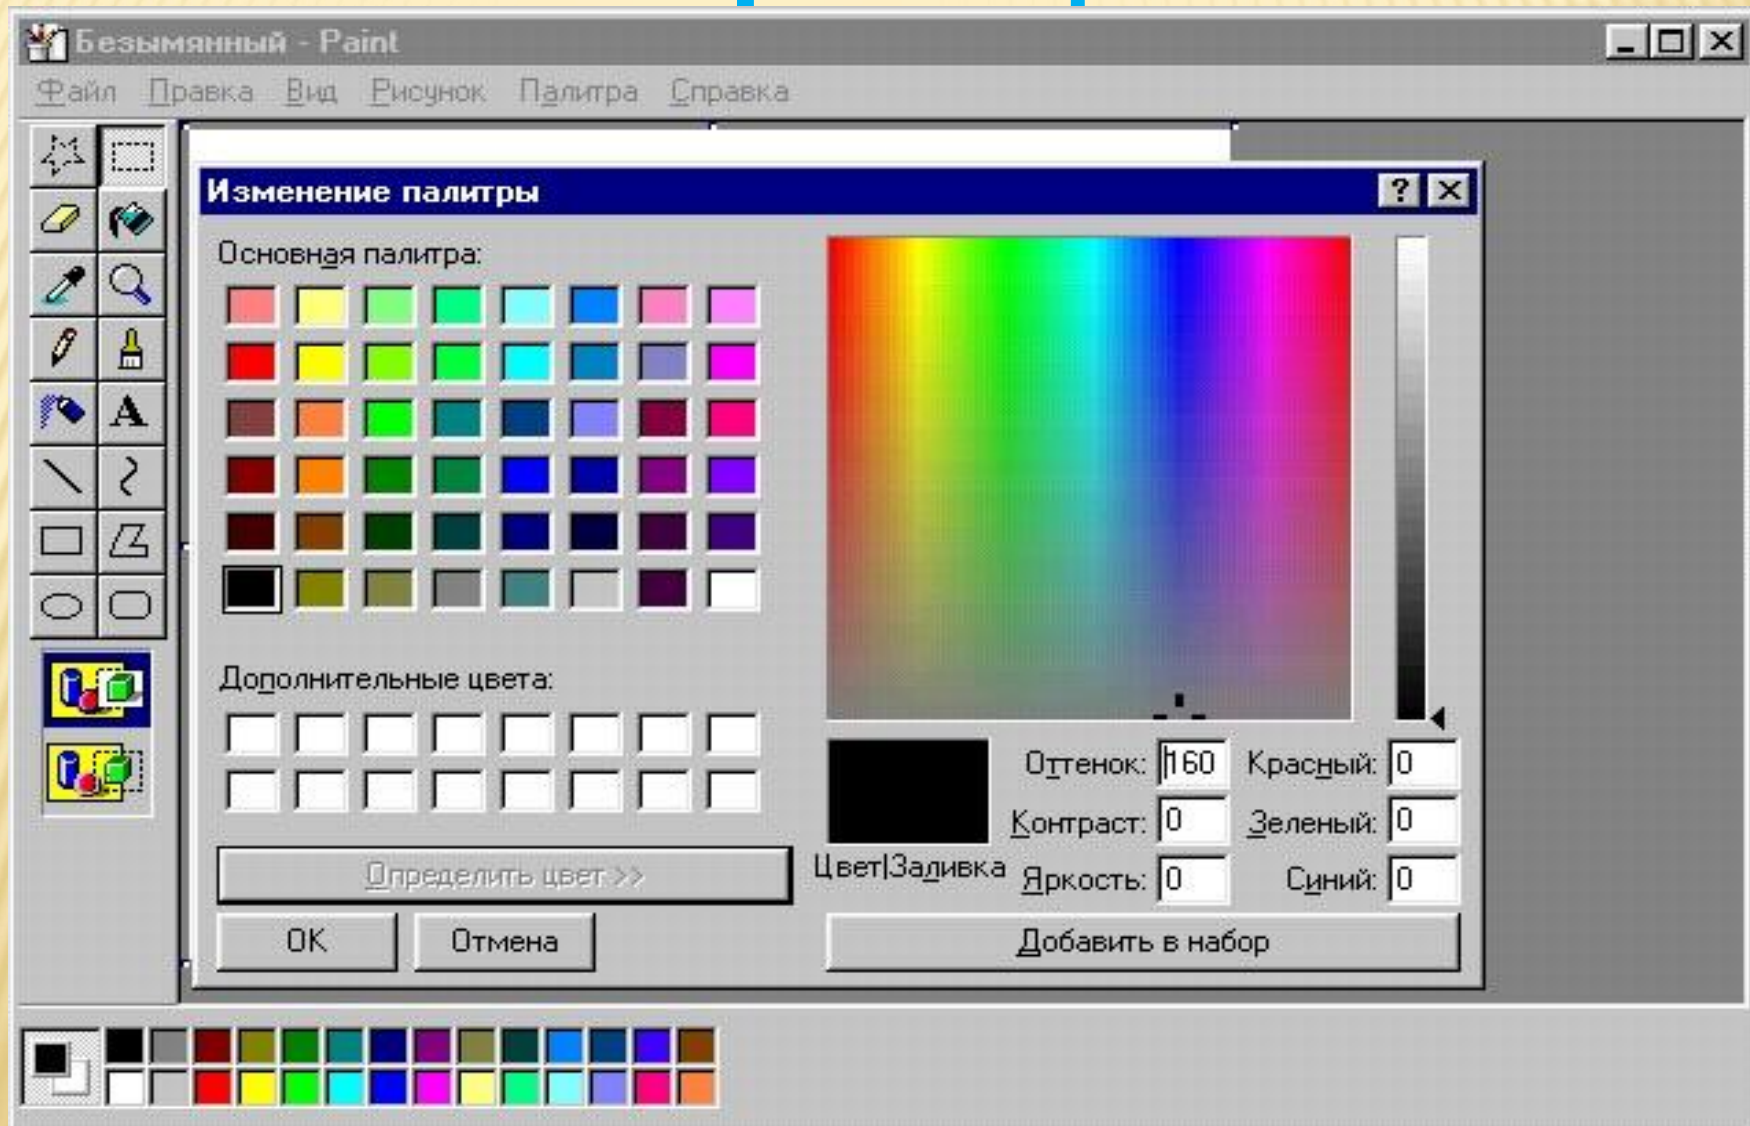 Безымянный - Paint
Файл Правка Вид Рисунок Палитра Справка
A
Изменение палитры
?
Основная палитра:
Дополнительные цвета:
Определить цвет >>
OK Отмена
Оттенок: 160 Красный: 0
Контраст: 0 Зеленый: 0
Цвет|Заливка Яркость: 0 Синий: 0
Добавить в набор